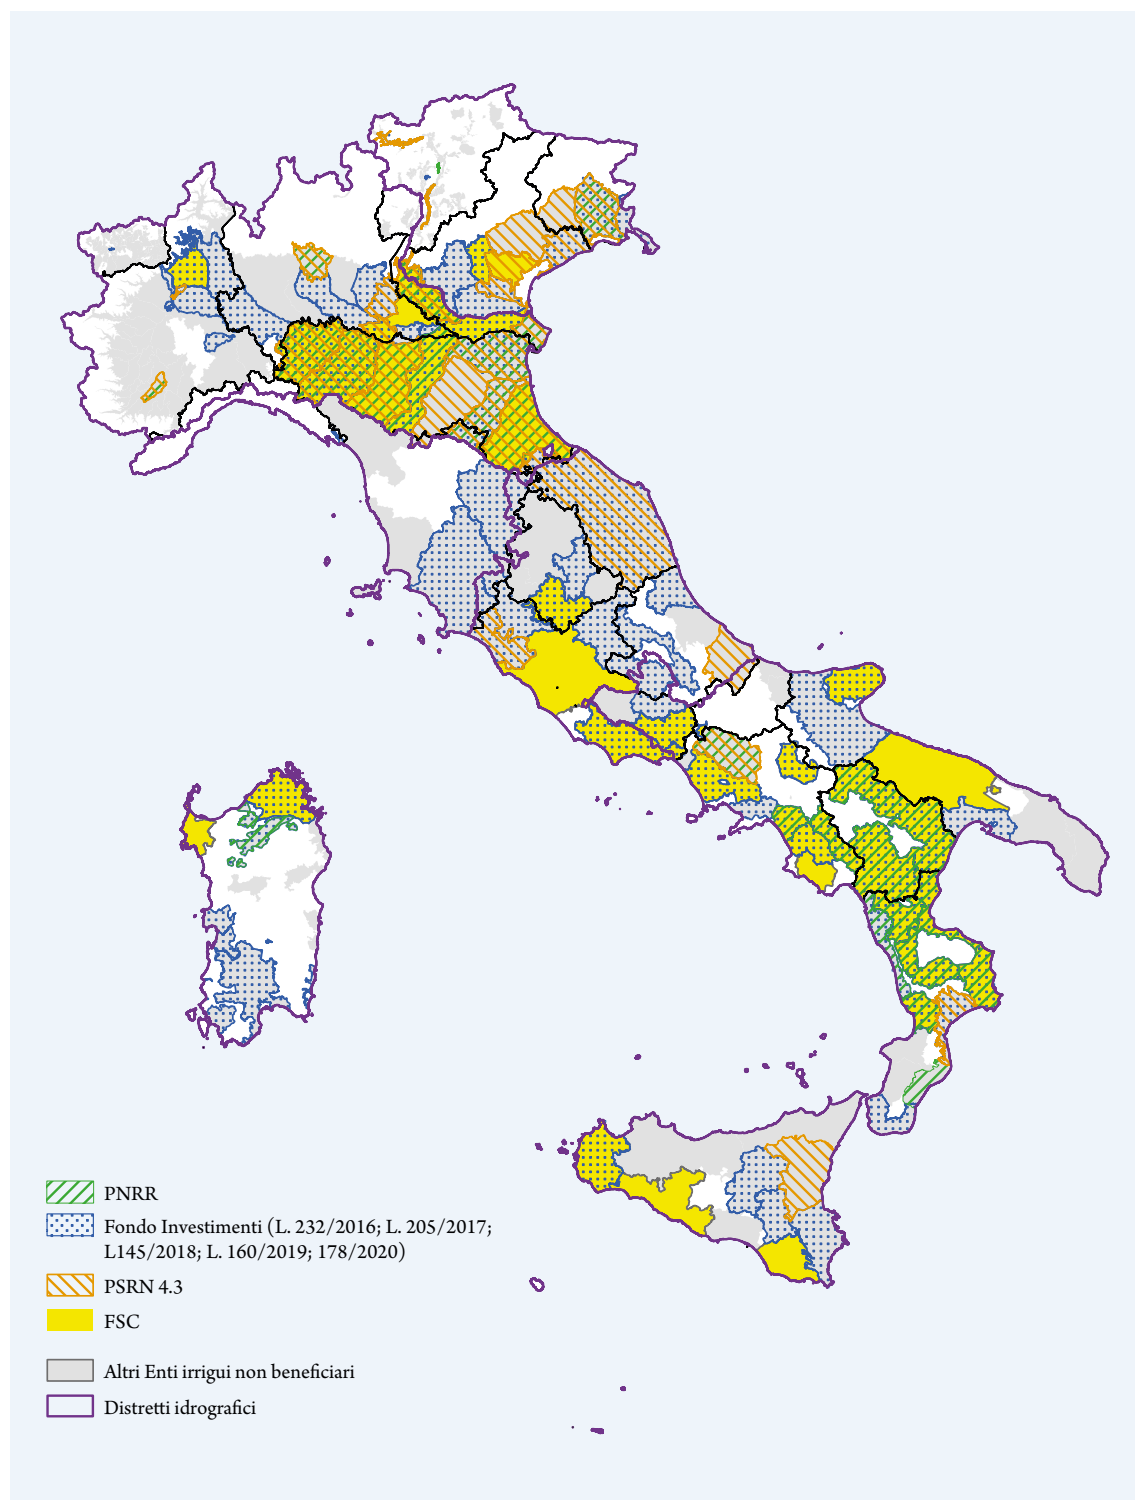 PNRR
Fondo Investimenti (L. 232/2016; L. 205/2017;
L145/2018; L. 160/2019; 178/2020)
PSRN 4.3
FSC
Altri Enti irrigui non beneficiari
Distretti idrografici